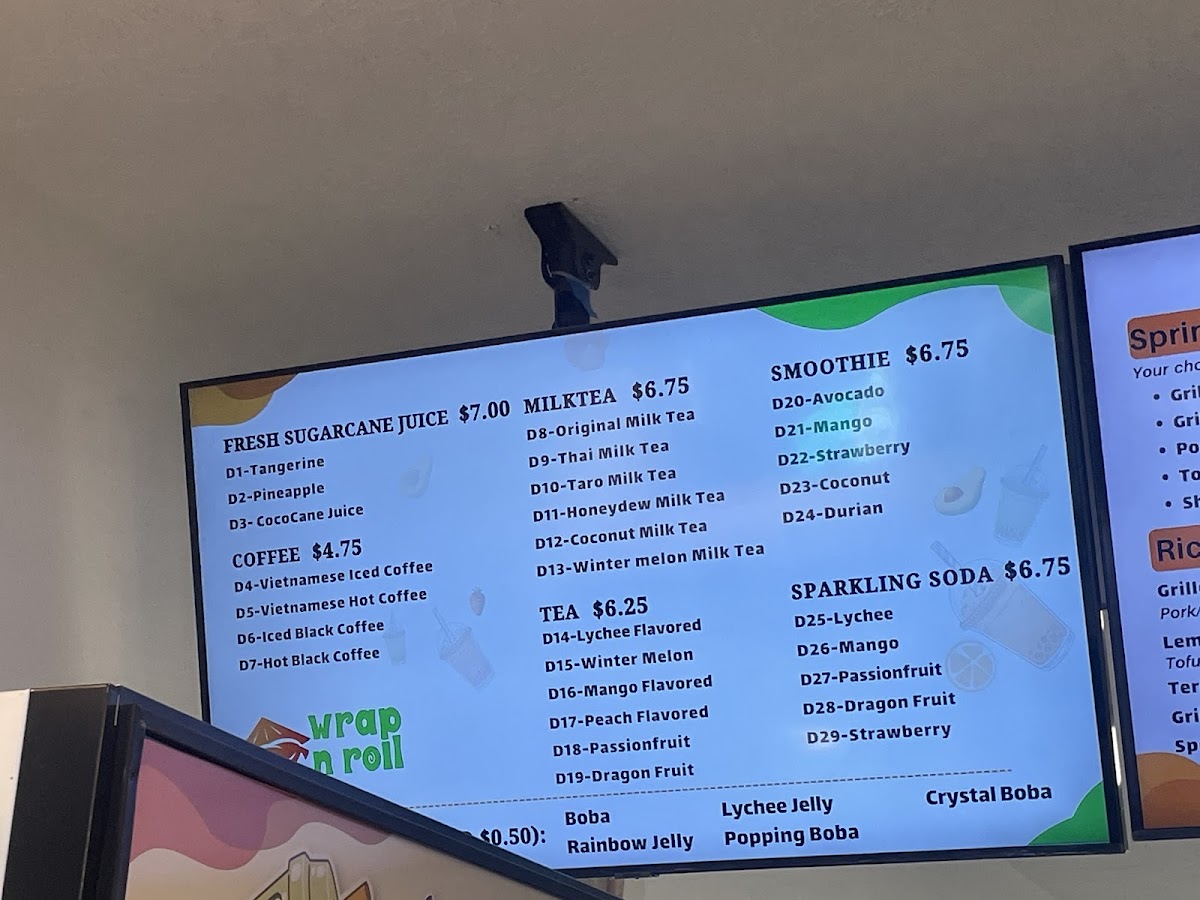 FRESH SUGARCANE JUICE $7.00
D1-Tangerine
D2-Pineapple
D3- CocoCane Juice
COFFEE $4.75
D4-Vietnamese Iced Coffee
D5-Vietnamese Hot Coffee
D6-Iced Black Coffee
D7-Hot Black Coffee
wrap
n roll
MILKTEA $6.75
D8-Original Milk Tea
D9-Thai Milk Tea
D10-Taro Milk Tea
D11-Honeydew Milk Tea
D12-Coconut Milk Tea
D13-Winter melon Milk Tea
TEA $6.25
D14-Lychee Flavored
D15-Winter Melon
D16-Mango Flavored
D17-Peach Flavored
D18-Passionfruit
D19-Dragon Fruit
SMOOTHIE $6.75
D20-Avocado
D21-Mango
D22-Strawberry
D23-Coconut
D24-Durian
SPARKLING SODA $6.75
D25-Lychee
D26-Mango
D27-Passionfruit
D28-Dragon Fruit
D29-Strawberry
$0.50):
Boba Lychee Jelly Crystal Boba
Rainbow Jelly Popping Boba
Your